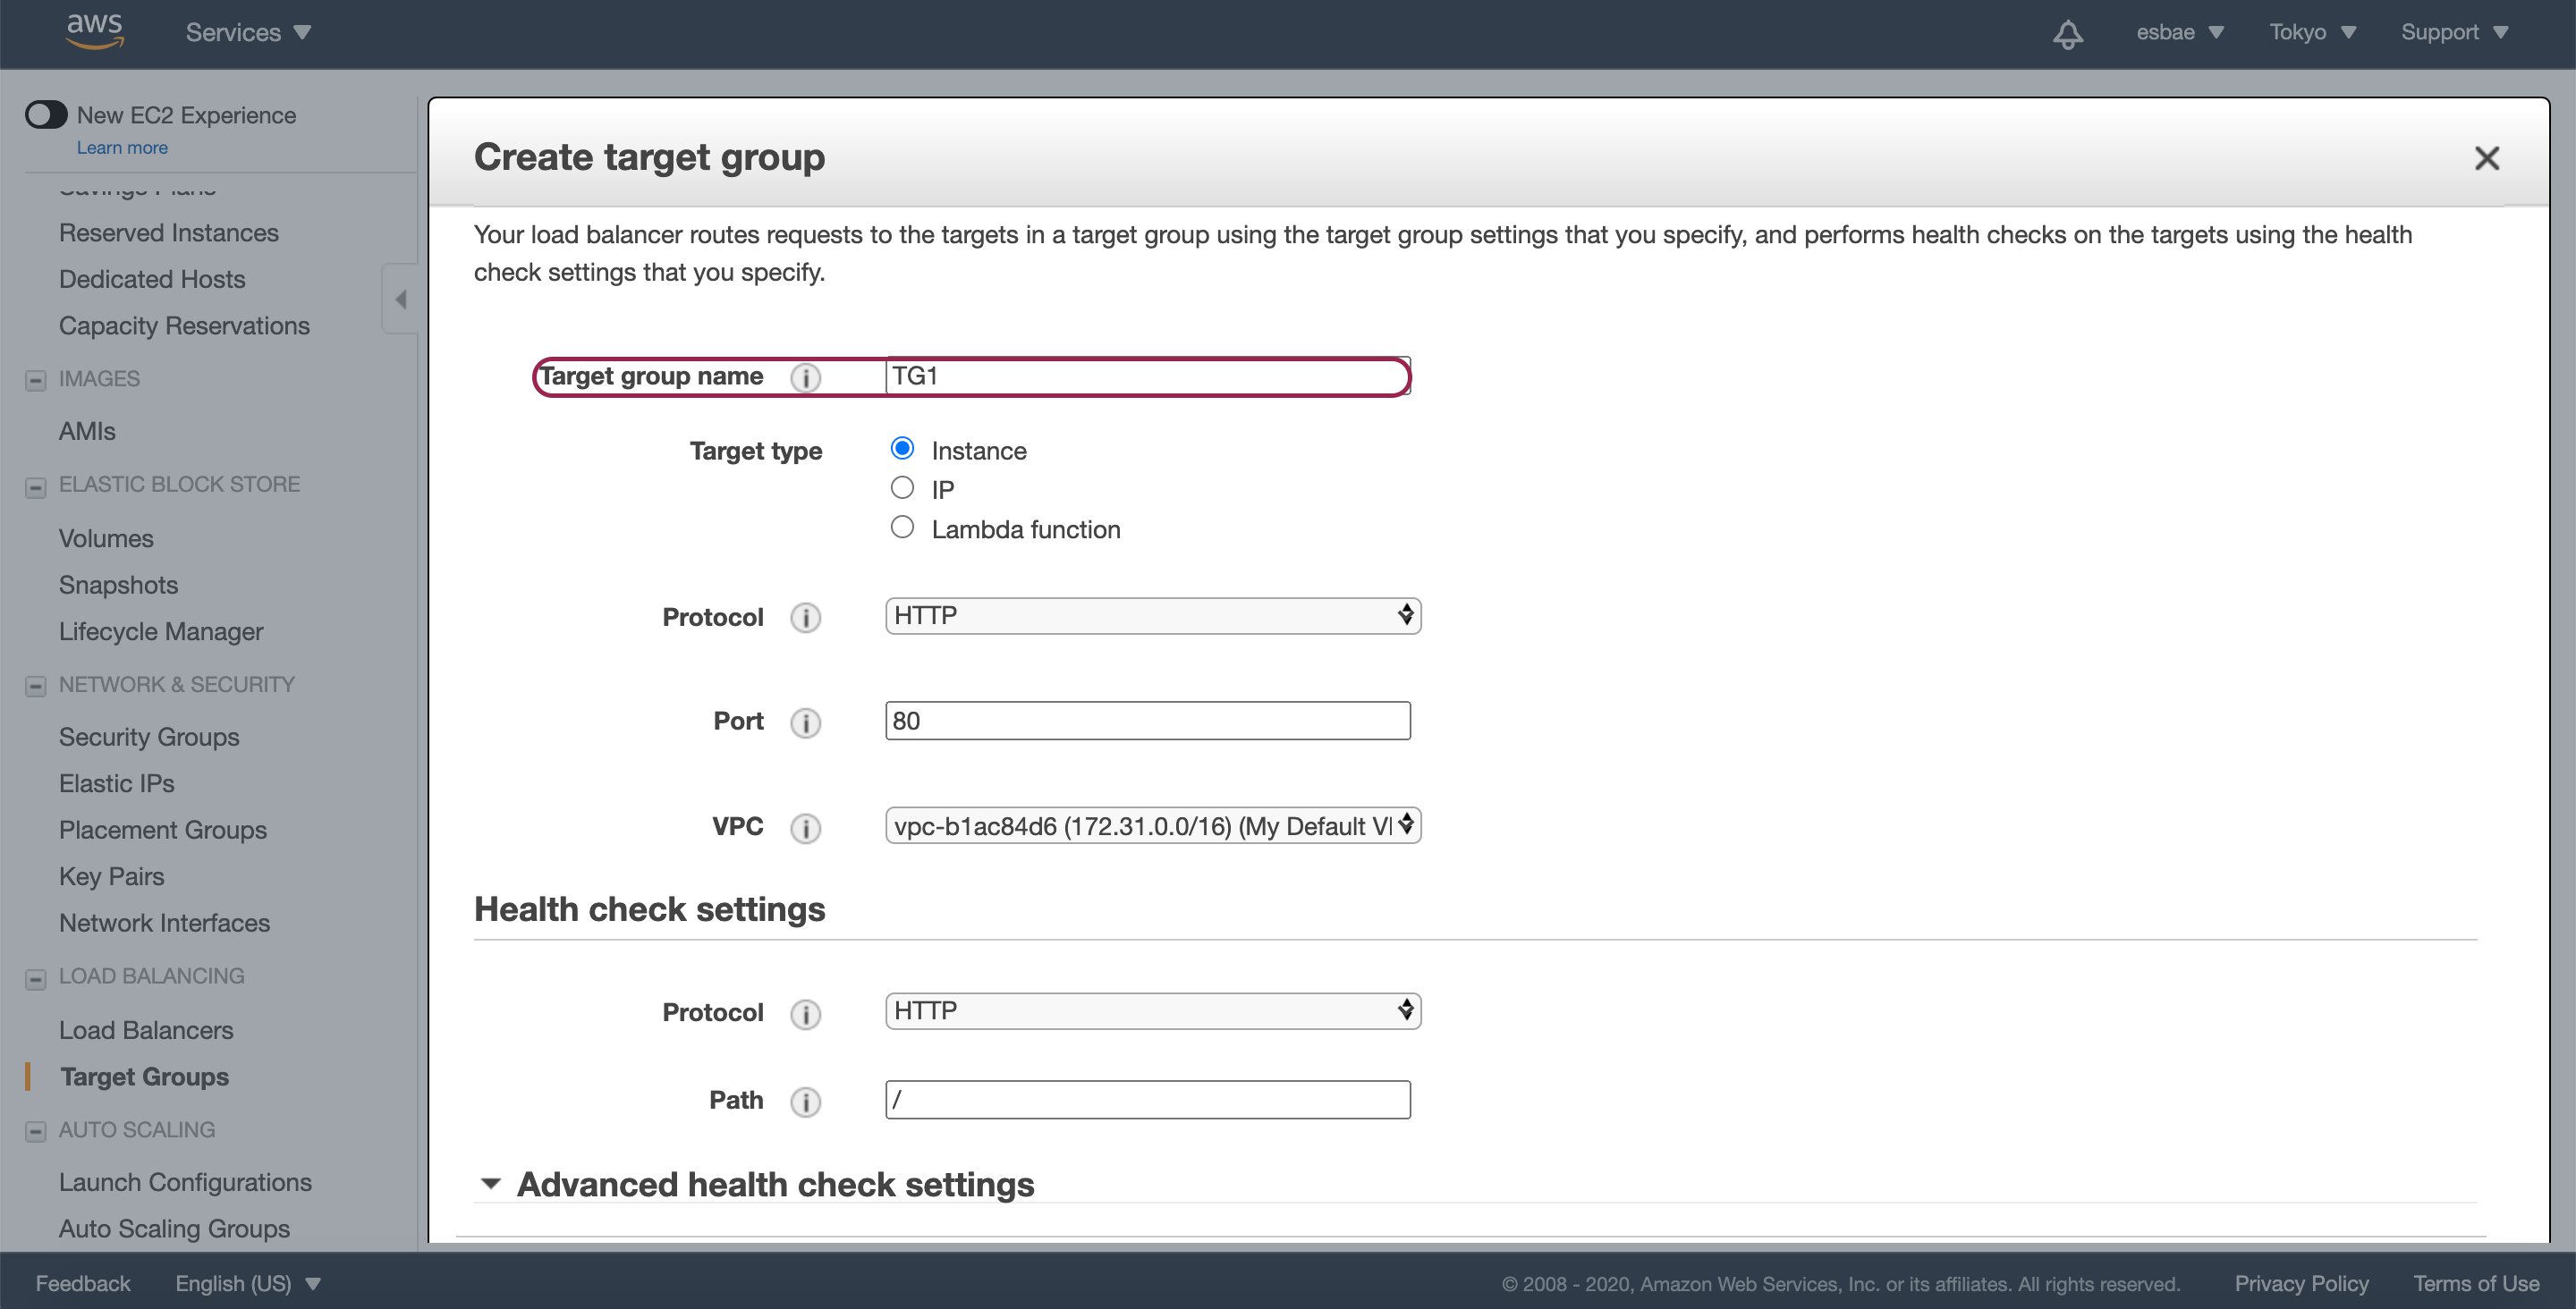 aws
Services
esbae
Tokyo
Support
New EC2 Experience
Learn more
Savings Plans
Reserved Instances
Dedicated Hosts
Capacity Reservations
IMAGES
AMIs
ELASTIC BLOCK STORE
Volumes
Snapshots
Lifecycle Manager
NETWORK & SECURITY
Security Groups
Elastic IPs
Placement Groups
Key Pairs
Network Interfaces
LOAD BALANCING
Load Balancers
Target Groups
AUTO SCALING
Launch Configurations
Auto Scaling Groups
Create target group
Your load balancer routes requests to the targets in a target group using the target group settings that you specify, and performs health checks on the targets using the health
check settings that you specify.
Target group name i TG1
Target type Instance
IP
Lambda function
Protocol i HTTP
Port i 80
VPC i vpc-b1ac84d6 (172.31.0.0/16) (My Default V
Health check settings
Protocol i HTTP
Path i /
Advanced health check settings
Feedback English (US) © 2008 - 2020, Amazon Web Services, Inc. or its affiliates. All rights reserved. Privacy Policy Terms of Use